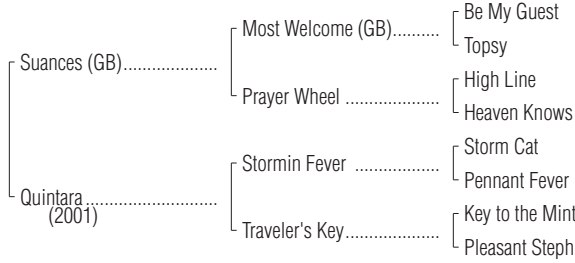 Be My Guest
Most Welcome (GB)..........
Topsy
Suances (GB)....................
High Line
Prayer Wheel ....................
Heaven Knows
Storm Cat
Stormin Fever ..................
Pennant Fever
Quintara............................
(2001)
Key to the Mint
Traveler's Key....................
Pleasant Steph